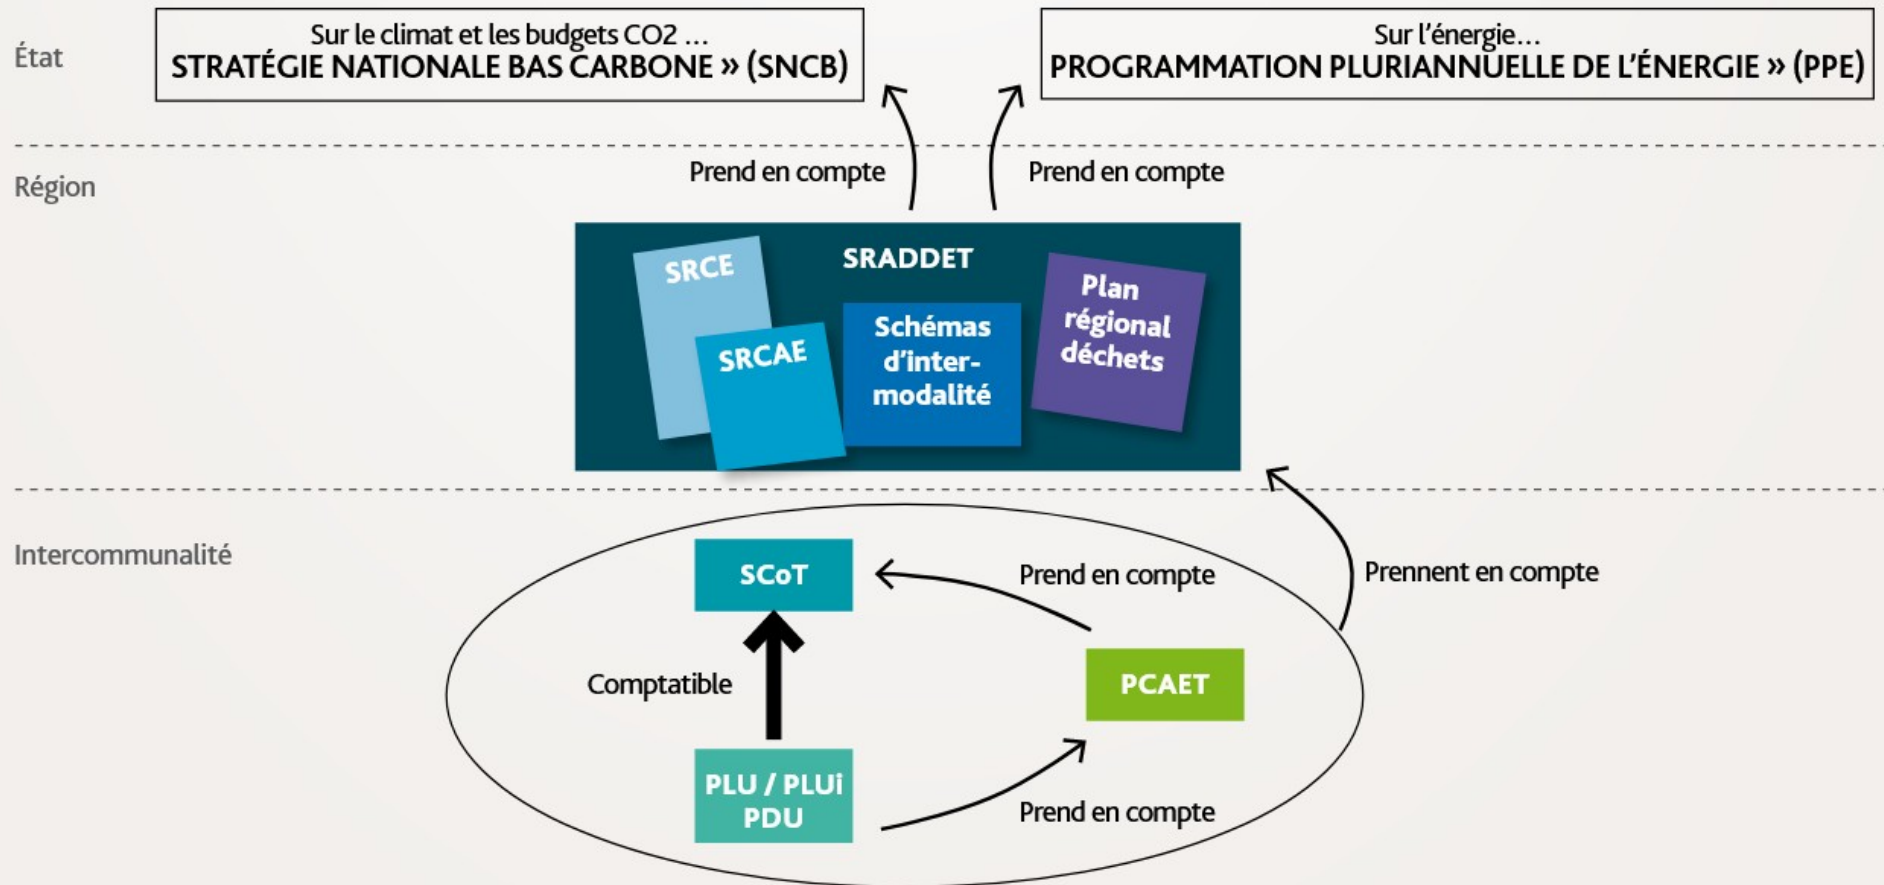 État
Sur le climat et les budgets CO2 ...
STRATÉGIE NATIONALE BAS CARBONE » (SNCB)
Sur l'énergie...
PROGRAMMATION PLURIANNUELLE DE L'ÉNERGIE » (PPE)
Région
Prend en compte
Prend en compte
SRADDET
SRCE
SRCAE
Schémas
d'inter-
modalité
Plan
régional
déchets
Intercommunalité
SCoT
Prend en compte
Prennent en compte
Comptatible
PCAET
PLU / PLUi
PDU
Prend en compte